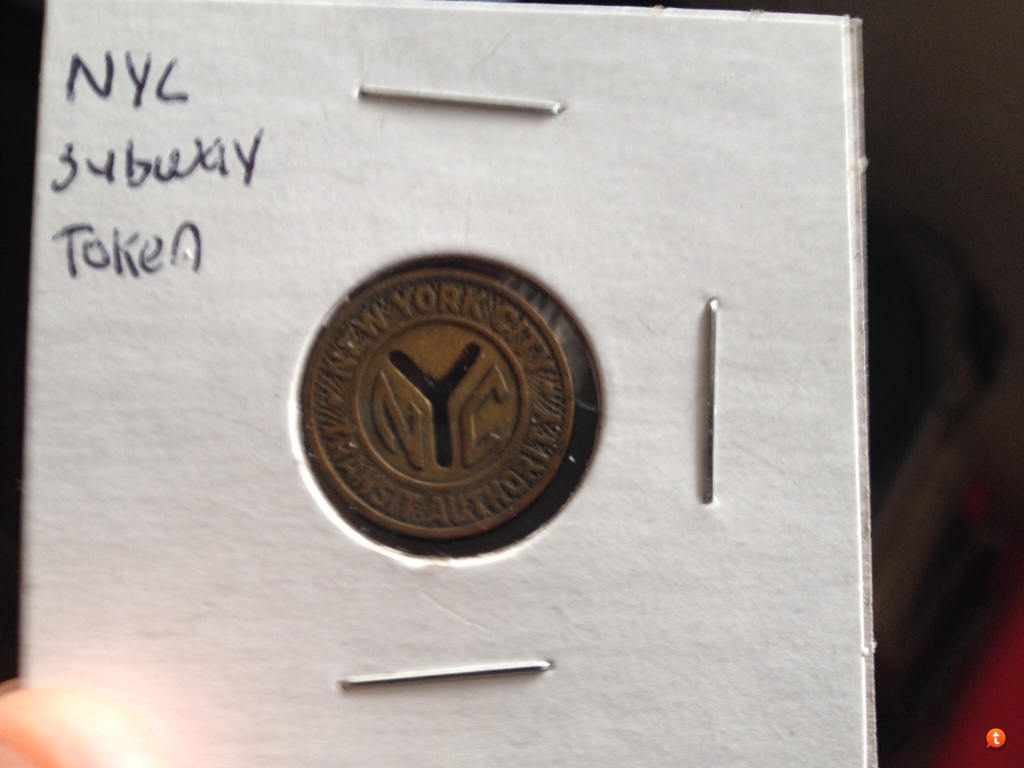 NYC
subway
Token
NEW YORK CITY
NYC
TRANSIT AUTHORITY
t